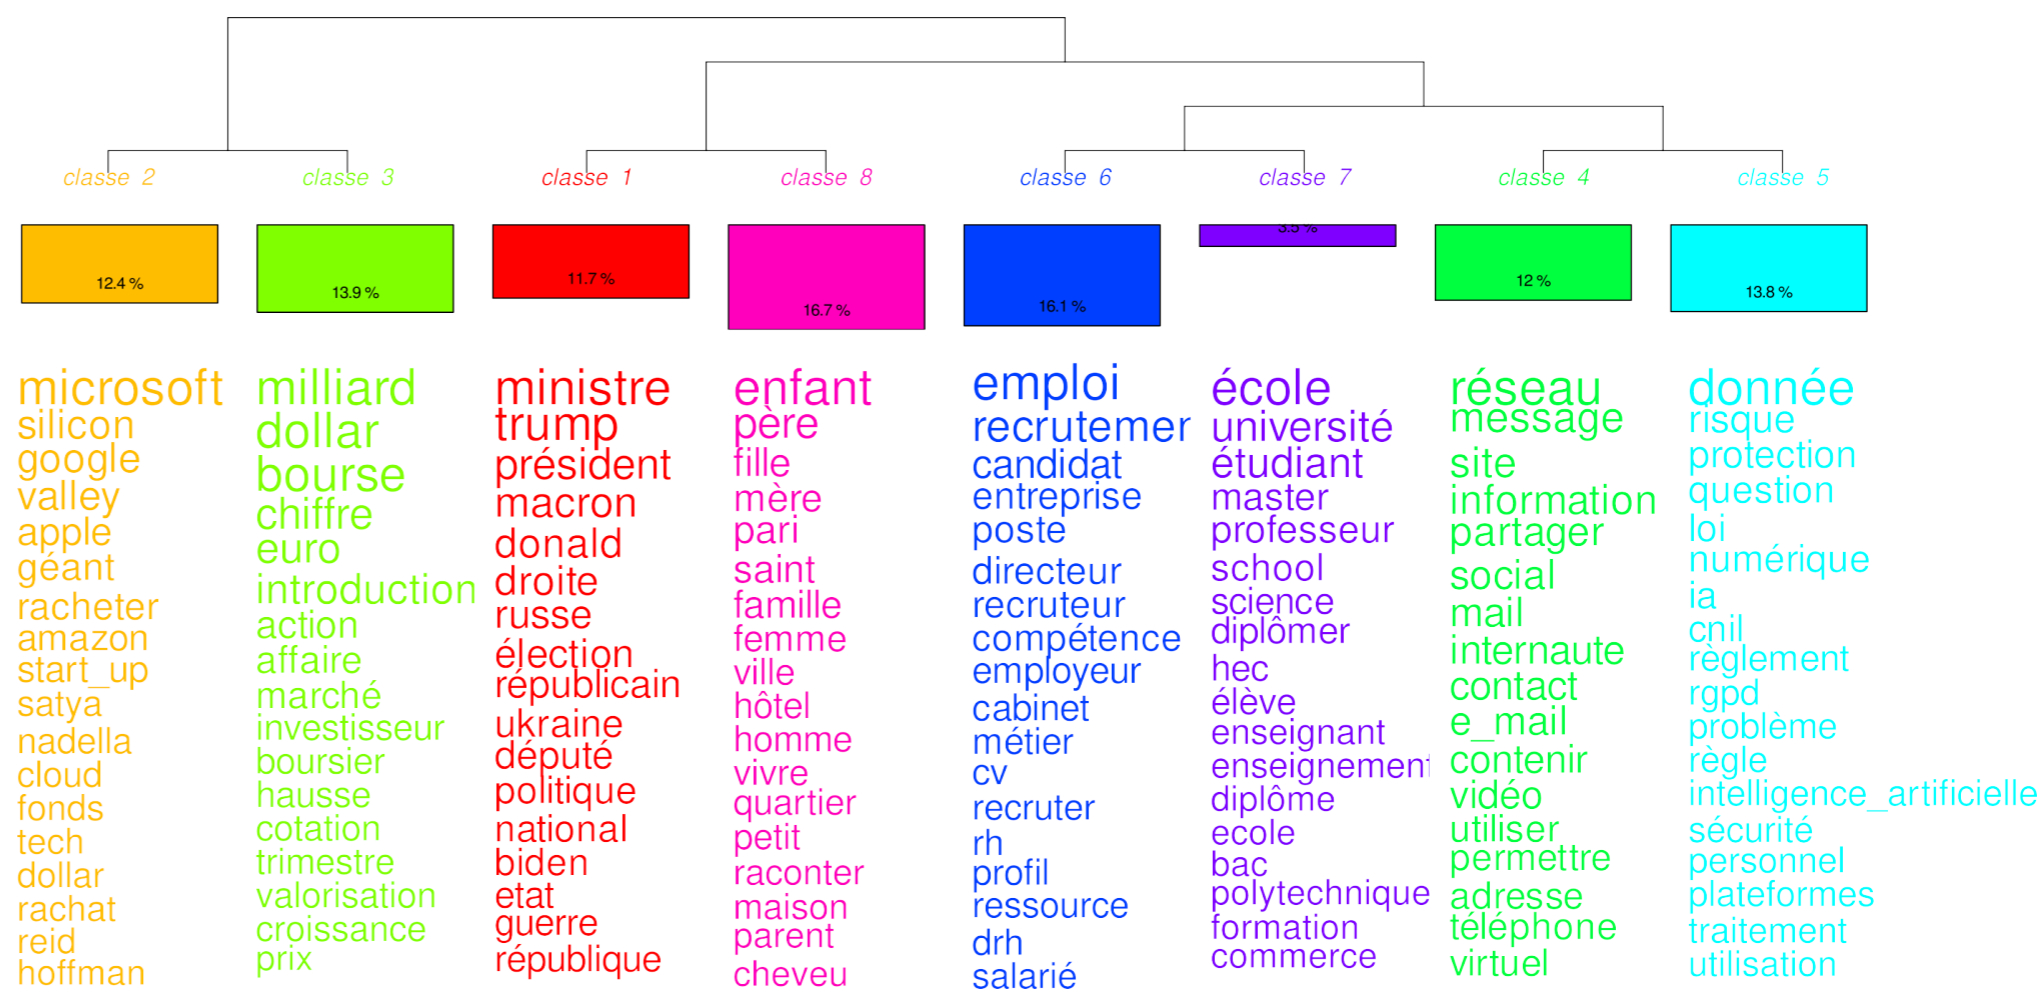 classe 2
classe 3
classe 1
classe 8
classe 6
classe 7
classe 4
classe 5
12.4 %
13.9 %
11.7 %
16.7 %
16.1 %
3.5 %
12 %
13.8 %
microsoft
silicon
google
valley
apple
géant
racheter
amazon
start_up
satya
nadella
cloud
fonds
tech
dollar
rachat
reid
hoffman
milliard
dollar
bourse
chiffre
euro
introduction
action
affaire
marché
investisseur
boursier
hausse
cotation
trimestre
valorisation
croissance
prix
ministre
trump
président
macron
donald
droite
russe
élection
républicain
ukraine
député
politique
national
biden
etat
guerre
république
enfant
père
fille
mère
pari
saint
famille
femme
ville
hôtel
homme
vivre
quartier
petit
raconter
maison
parent
cheveu
emploi
recrutemer
candidat
entreprise
poste
directeur
recruteur
compétence
employeur
cabinet
métier
cv
recruter
rh
profil
ressource
drh
salarié
école
université
étudiant
master
professeur
school
science
diplômer
hec
élève
enseignant
enseignement
diplôme
ecole
bac
polytechnique
formation
commerce
réseau
message
site
information
partager
social
mail
internaute
contact
e_mail
contenir
vidéo
utiliser
permettre
adresse
téléphone
virtuel
donnée
risque
protection
question
loi
numérique
ia
cnil
règlement
rgpd
problème
règle
intelligence_artificielle
sécurité
personnel
plateformes
traitement
utilisation